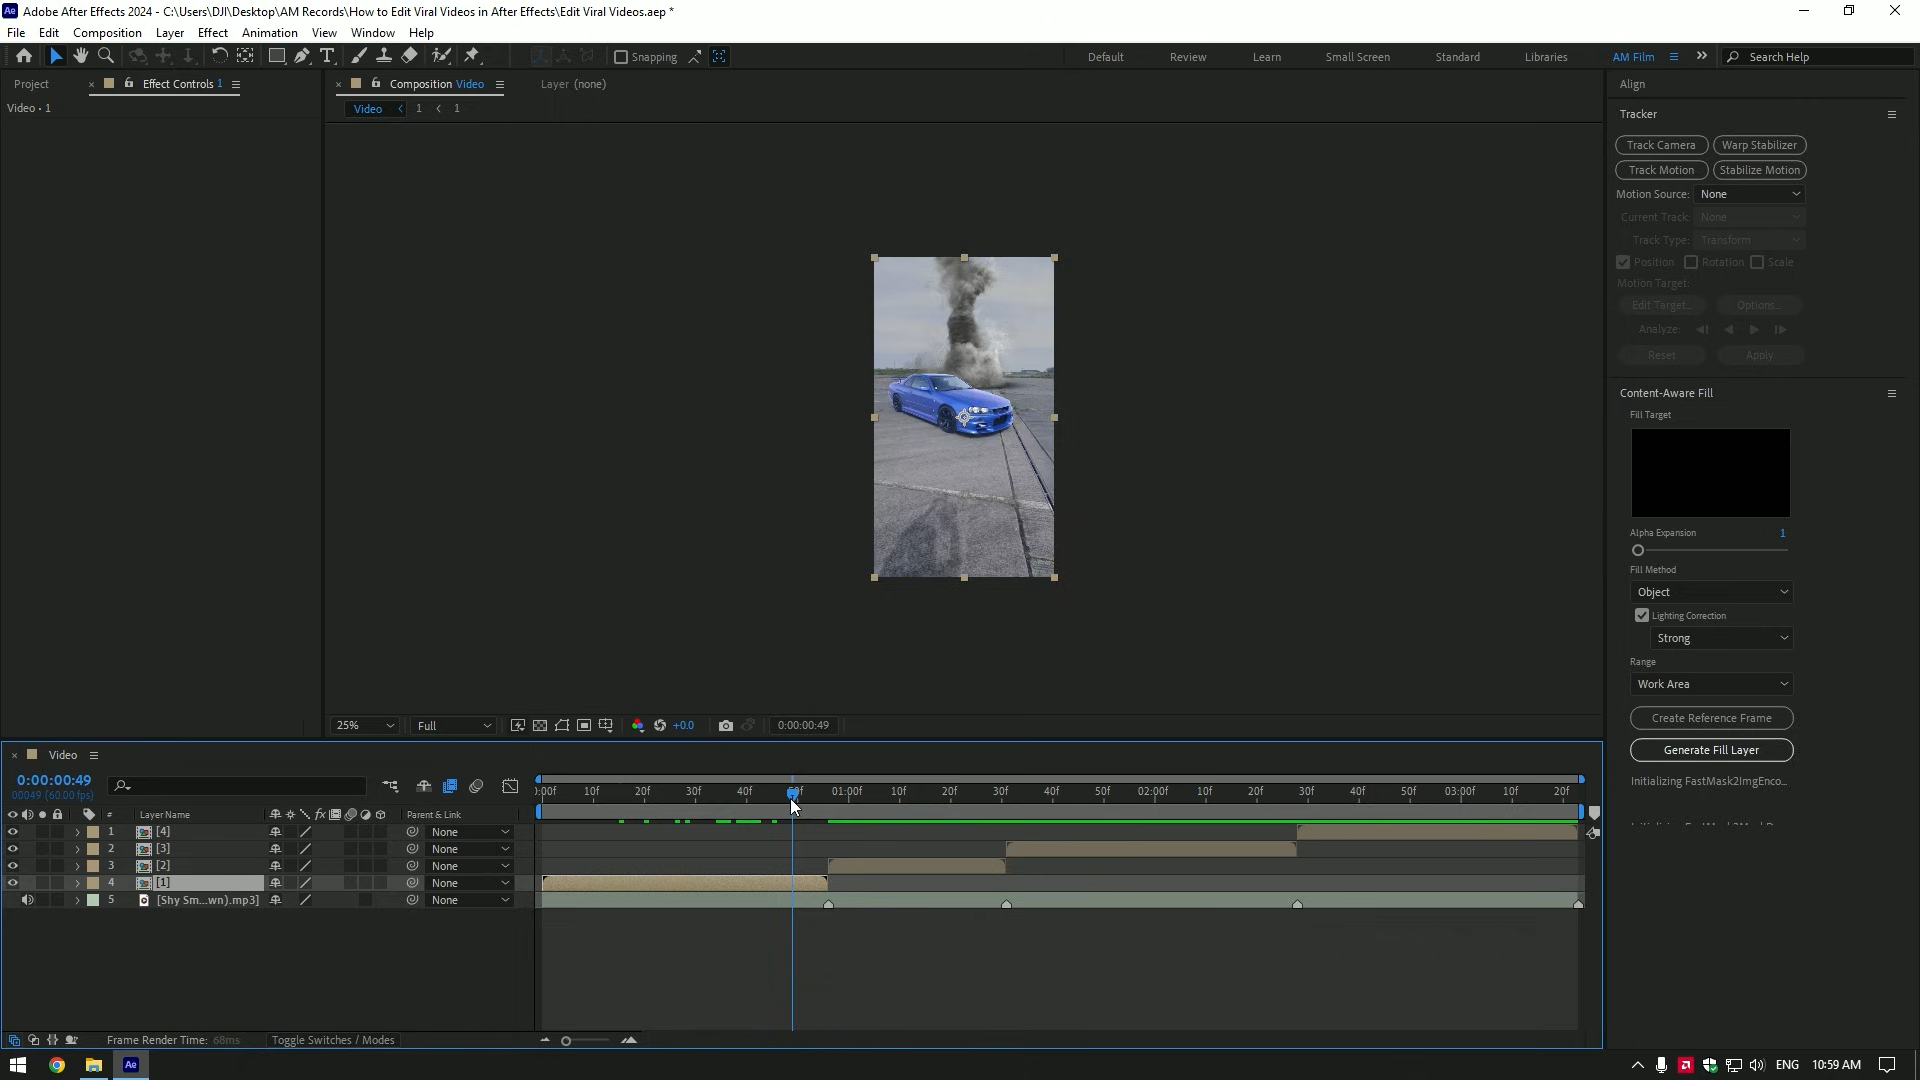 Adobe After Effects 2024 - C:\Users\DJI\Desktop\AM Records\How to Edit Viral Videos in After Effects\Edit Viral Videos.aep *
File Edit Composition Layer Effect Animation View Window Help
Snapping
Default Review Learn Small Screen Standard Libraries AM Film Search Help
Project Effect Controls 1
Video • 1
Composition Video Layer (none)
Video 1 1
25% Full +0.0 0:00:00:49
Align
Tracker
Track Camera Warp Stabilizer
Track Motion Stabilize Motion
Motion Source: None
Current Track: None
Track Type: Transform
Position Rotation Scale
Motion Target:
Edit Target... Options...
Analyze:
Reset Apply
Content-Aware Fill
Fill Target
Alpha Expansion 1
Fill Method
Object
Lighting Correction
Strong
Range
Work Area
Create Reference Frame
Generate Fill Layer
Initializing FastMask2ImgEnco...
Video
0:00:00:49
00049 (60.00 fps)
:00f 10f 20f 30f 40f 50f 01:00f 10f 20f 30f 40f 50f 02:00f 10f 20f 30f 40f 50f 03:00f 10f 20f
# Layer Name Parent & Link
1 [4] None
2 [3] None
3 [2] None
4 [1] None
5 [Shy Sm...wn).mp3] None
Frame Render Time: 68ms Toggle Switches / Modes
ENG 10:59 AM